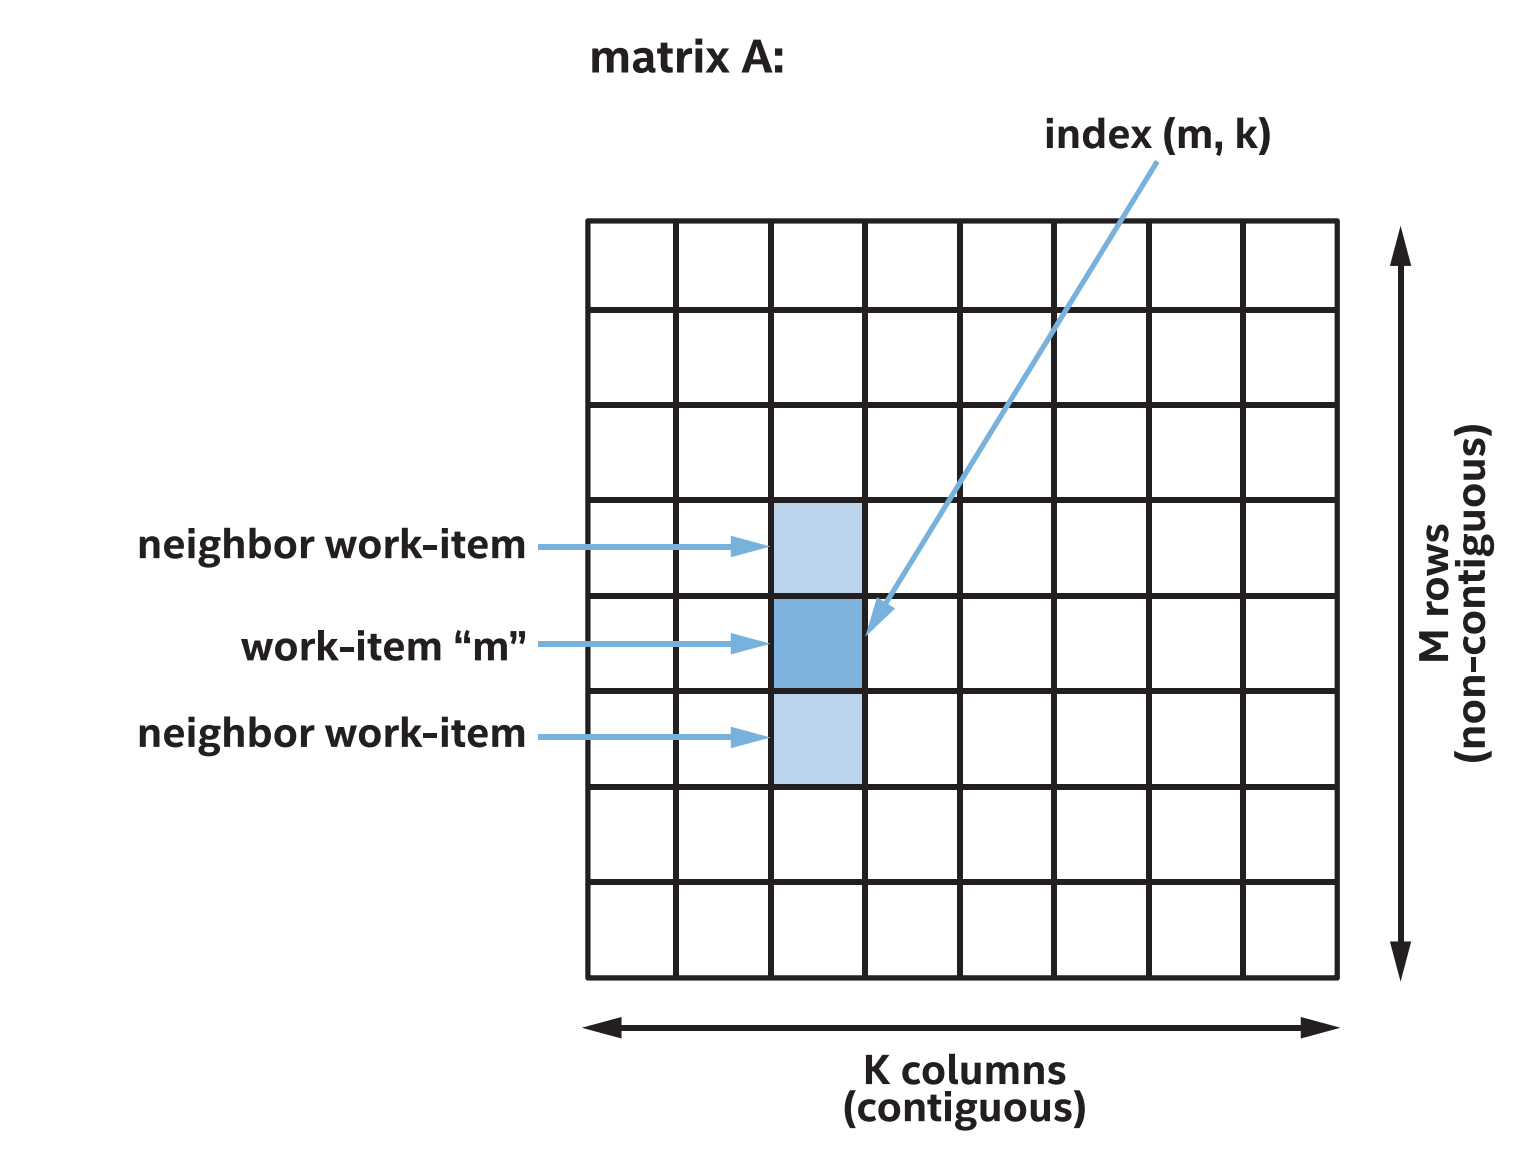 matrix A:
index (m, k)
neighbor work-item
work-item “m”
neighbor work-item
M rows
(non-contiguous)
K columns
(contiguous)